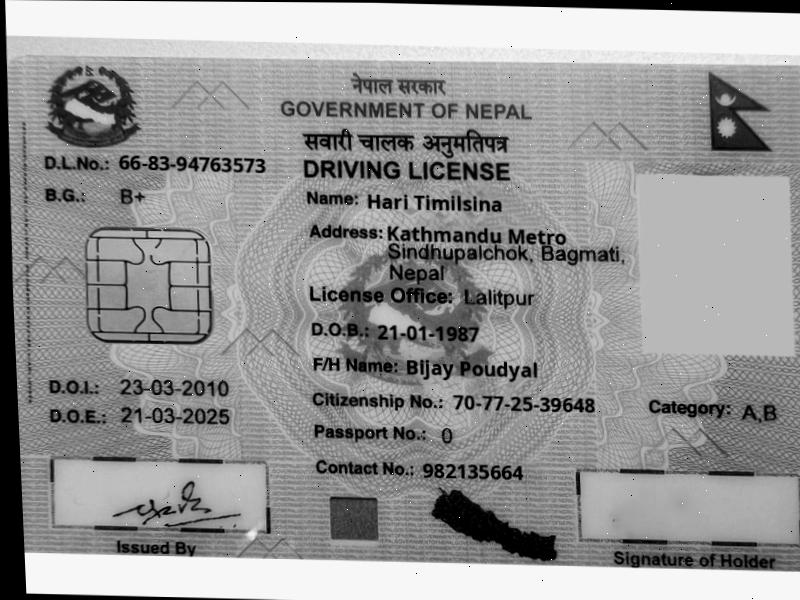 नेपाल सरकार
GOVERNMENT OF NEPAL
सवारी चालक अनुमतिपत्र
DRIVING LICENSE
D.L.No.: 66-83-94763573
B.G.: B+
Name: Hari Timilsina
Address: Kathmandu Metro
Sindhupalchok, Bagmati,
Nepal
License Office: Lalitpur
D.O.B.: 21-01-1987
F/H Name: Bijay Poudyal
D.O.I.: 23-03-2010
D.O.E.: 21-03-2025
Citizenship No.: 70-77-25-39648
Category: A,B
Passport No.: 0
Contact No.: 982135664
Issued By
Signature of Holder